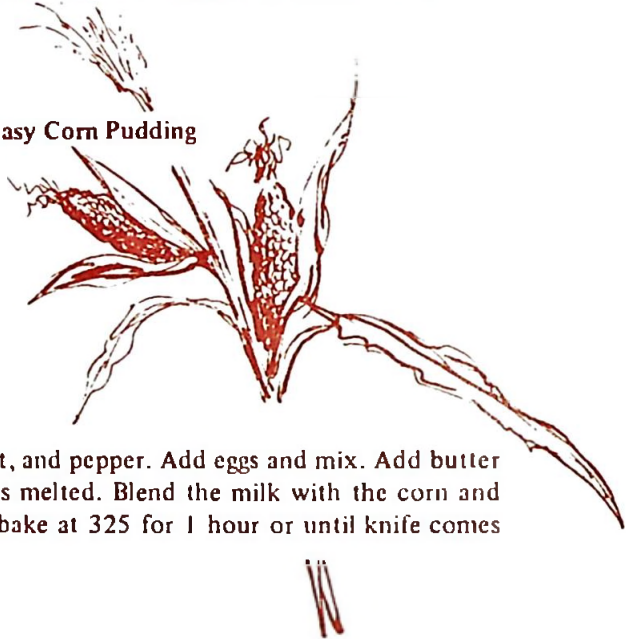 asy Corn Pudding
t, and pepper. Add eggs and mix. Add butter
s melted. Blend the milk with the corn and
bake at 325 for 1 hour or until knife comes